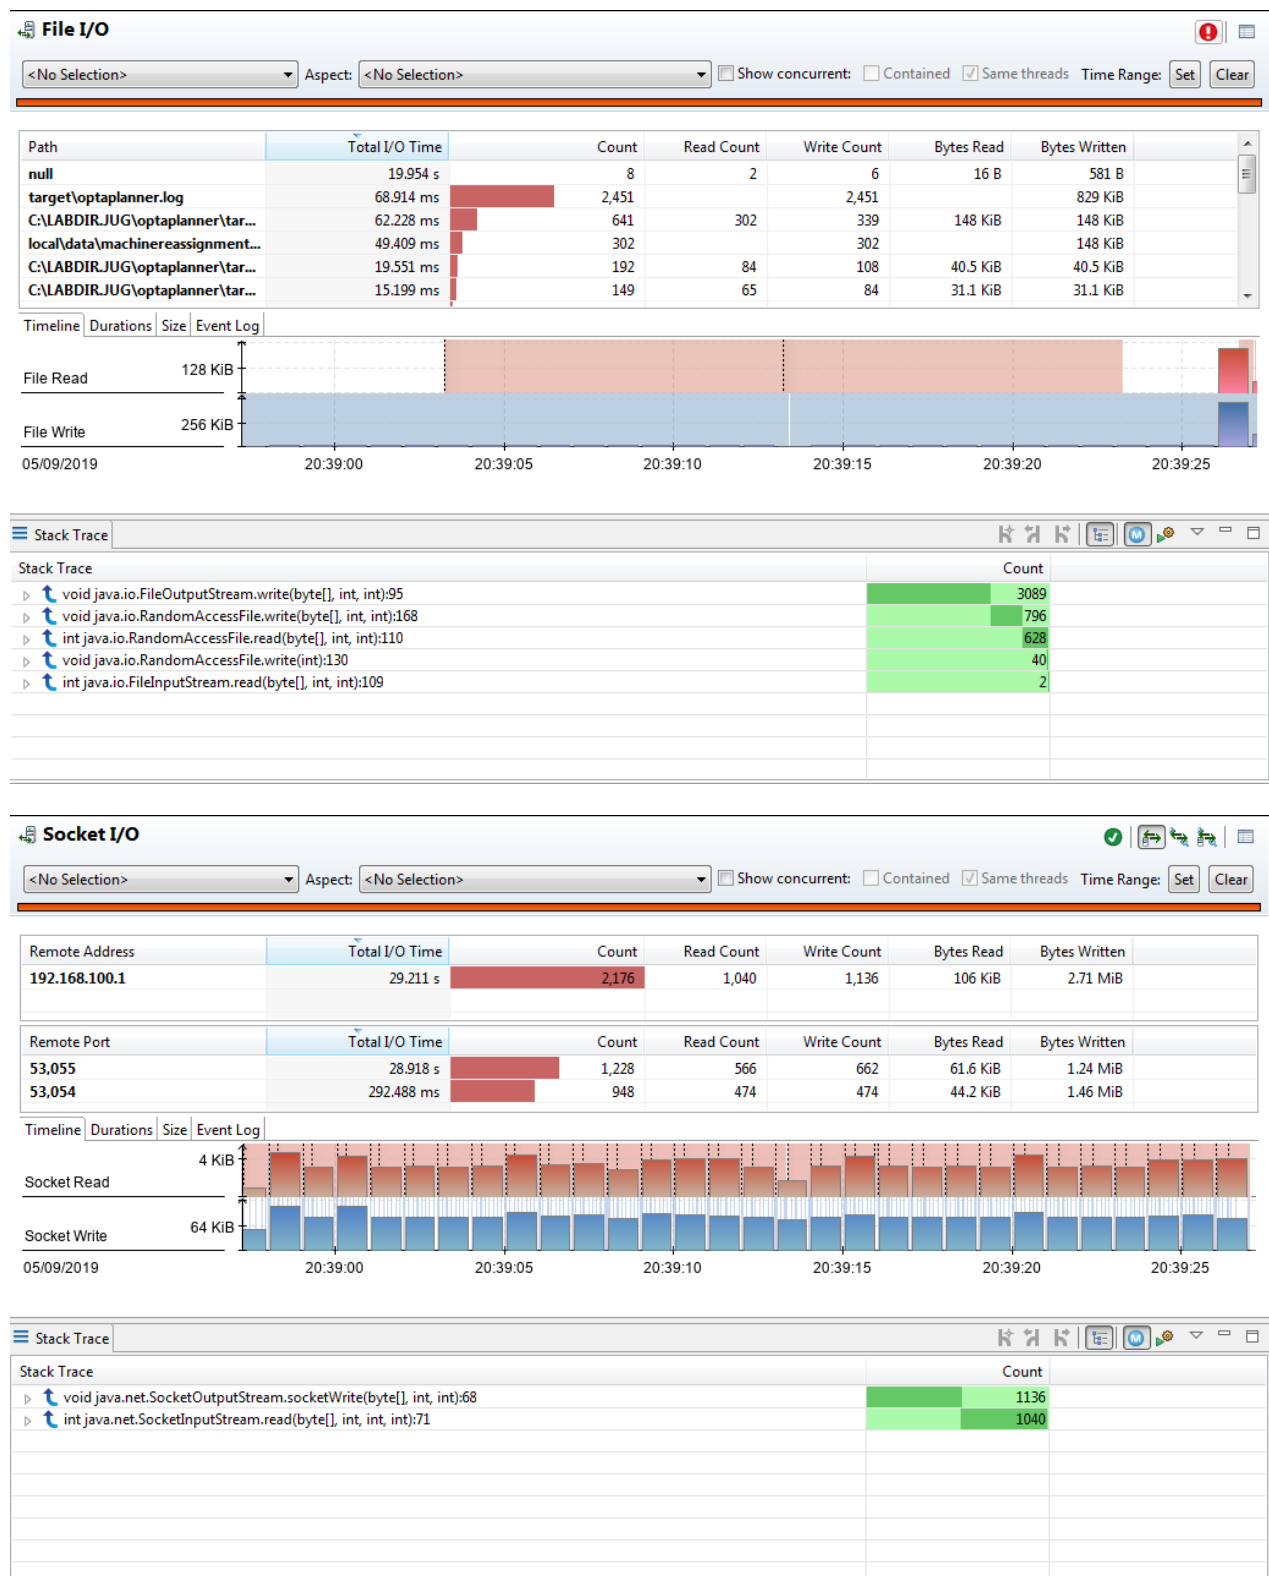 File I/O
<No Selection> Aspect: <No Selection> Show concurrent: Contained Same threads Time Range: Set Clear
Path Total I/O Time Count Read Count Write Count Bytes Read Bytes Written
null 19.954 s 8 2 6 16 B 581 B
target\optaplanner.log 68.914 ms 2,451 2,451 829 KiB
C:\LABDIR.JUG\optaplanner\tar... 62.228 ms 641 302 339 148 KiB 148 KiB
local\data\machinereassignment... 49.409 ms 302 302 148 KiB
C:\LABDIR.JUG\optaplanner\tar... 19.551 ms 192 84 108 40.5 KiB 40.5 KiB
C:\LABDIR.JUG\optaplanner\tar... 15.199 ms 149 65 84 31.1 KiB 31.1 KiB
Timeline Durations Size Event Log
128 KiB
File Read
256 KiB
File Write
05/09/2019 20:39:00 20:39:05 20:39:10 20:39:15 20:39:20 20:39:25
Stack Trace
Stack Trace Count
void java.io.FileOutputStream.write(byte[], int, int):95 3089
void java.io.RandomAccessFile.write(byte[], int, int):168 796
int java.io.RandomAccessFile.read(byte[], int, int):110 628
void java.io.RandomAccessFile.write(int):130 40
int java.io.FileInputStream.read(byte[], int, int):109 2
Socket I/O
<No Selection> Aspect: <No Selection> Show concurrent: Contained Same threads Time Range: Set Clear
Remote Address Total I/O Time Count Read Count Write Count Bytes Read Bytes Written
192.168.100.1 29.211 s 2,176 1,040 1,136 106 KiB 2.71 MiB
Remote Port Total I/O Time Count Read Count Write Count Bytes Read Bytes Written
53,055 28.918 s 1,228 566 662 61.6 KiB 1.24 MiB
53,054 292.488 ms 948 474 474 44.2 KiB 1.46 MiB
Timeline Durations Size Event Log
4 KiB
Socket Read
64 KiB
Socket Write
05/09/2019 20:39:00 20:39:05 20:39:10 20:39:15 20:39:20 20:39:25
Stack Trace
Stack Trace Count
void java.net.SocketOutputStream.socketWrite(byte[], int, int):68 1136
int java.net.SocketInputStream.read(byte[], int, int, int):71 1040